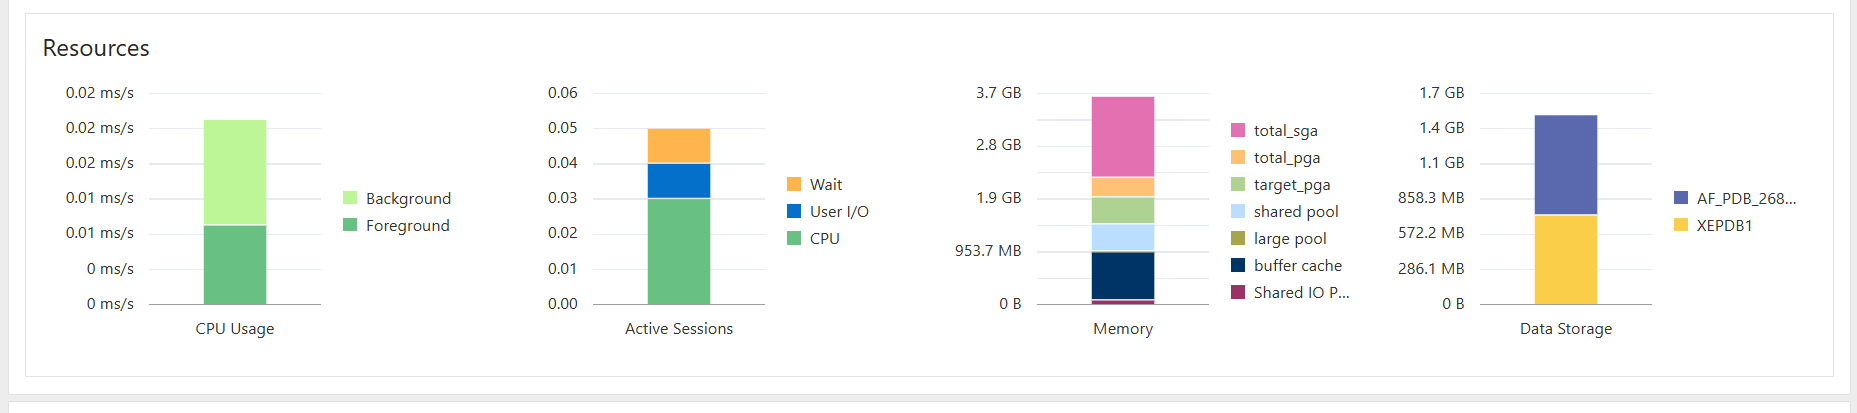 Resources
0.02 ms/s
0.02 ms/s
0.02 ms/s
0.01 ms/s
0.01 ms/s
0 ms/s
0 ms/s
CPU Usage
Background
Foreground
0.06
0.05
0.04
0.03
0.02
0.01
0.00
Active Sessions
Wait
User I/O
CPU
3.7 GB
2.8 GB
1.9 GB
953.7 MB
0 B
Memory
total_sga
total_pga
target_pga
shared pool
large pool
buffer cache
Shared IO P...
1.7 GB
1.4 GB
1.1 GB
858.3 MB
572.2 MB
286.1 MB
0 B
Data Storage
AF_PDB_268...
XEPDB1